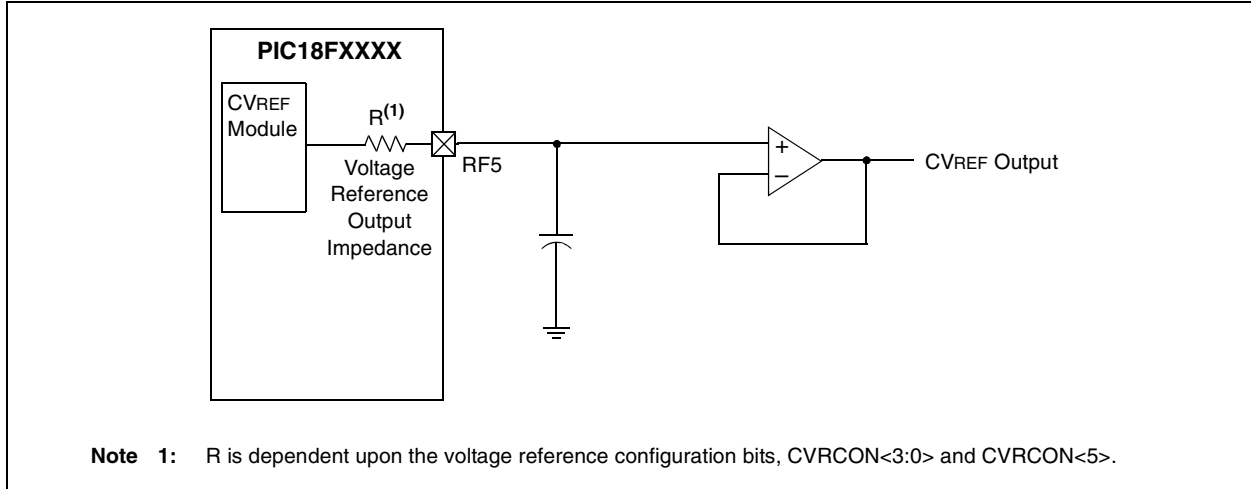 PIC18FXXXX
CVREF
Module
R(1)
Voltage
Reference
Output
Impedance
RF5
+
–
CVREF Output
Note 1: R is dependent upon the voltage reference configuration bits, CVRCON<3:0> and CVRCON<5>.